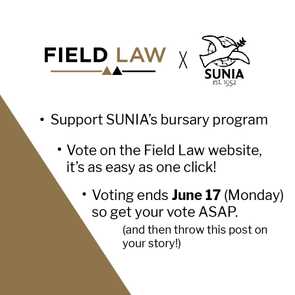 FIELD LAW X SUNIA
est. 1952
• Support SUNIA's bursary program
• Vote on the Field Law website,
it's as easy as one click!
• Voting ends June 17 (Monday)
so get your vote ASAP.
(and then throw this post on
your story!)